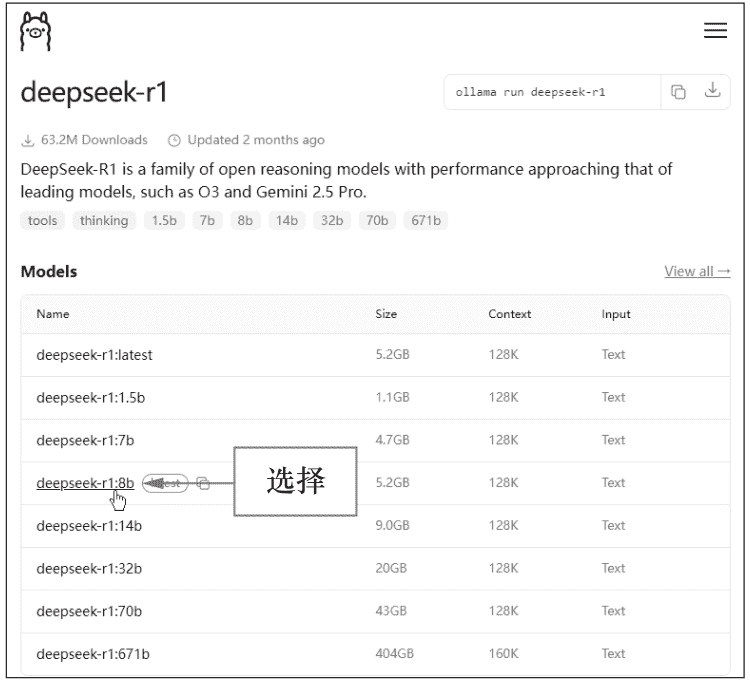 deepseek-r1
ollama run deepseek-r1
63.2M Downloads Updated 2 months ago
DeepSeek-R1 is a family of open reasoning models with performance approaching that of
leading models, such as O3 and Gemini 2.5 Pro.
tools thinking 1.5b 7b 8b 14b 32b 70b 671b
Models View all →
Name Size Context Input
deepseek-r1:latest 5.2GB 128K Text
deepseek-r1:1.5b 1.1GB 128K Text
deepseek-r1:7b 4.7GB 128K Text
deepseek-r1:8b 选择 5.2GB 128K Text
deepseek-r1:14b 9.0GB 128K Text
deepseek-r1:32b 20GB 128K Text
deepseek-r1:70b 43GB 128K Text
deepseek-r1:671b 404GB 160K Text